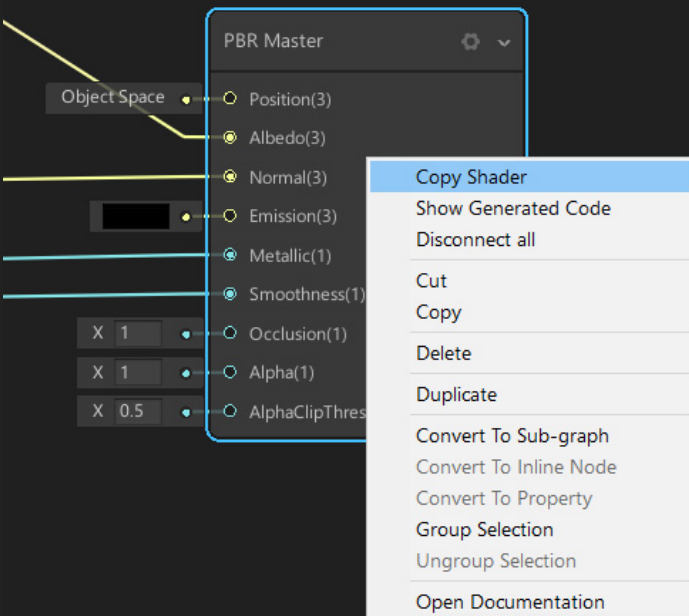 PBR Master
Object Space
Position(3)
Albedo(3)
Normal(3)
Emission(3)
Metallic(1)
Smoothness(1)
X 1
Occlusion(1)
X 1
Alpha(1)
X 0.5
AlphaClipThres
Copy Shader
Show Generated Code
Disconnect all
Cut
Copy
Delete
Duplicate
Convert To Sub-graph
Convert To Inline Node
Convert To Property
Group Selection
Ungroup Selection
Open Documentation